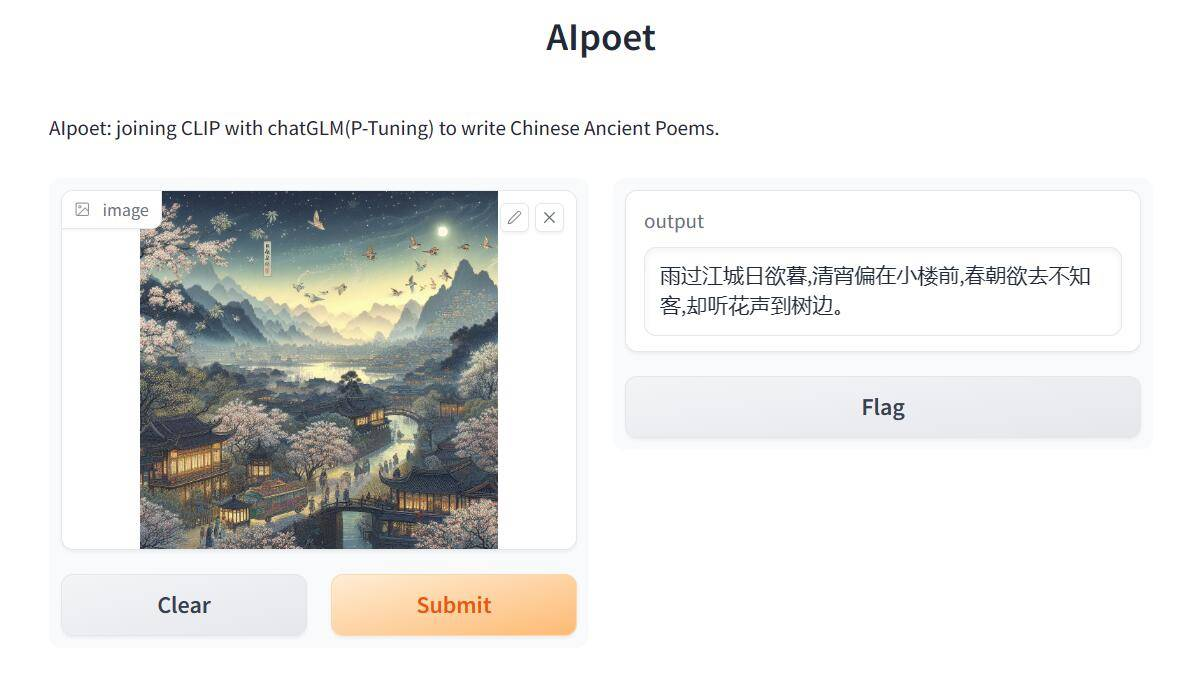 AIpoet
AIpoet: joining CLIP with chatGLM(P-Tuning) to write Chinese Ancient Poems.
image
output
雨过江城日欲暮,清宵偏在小楼前,春朝欲去不知
客,却听花声到树边。
Flag
Clear
Submit